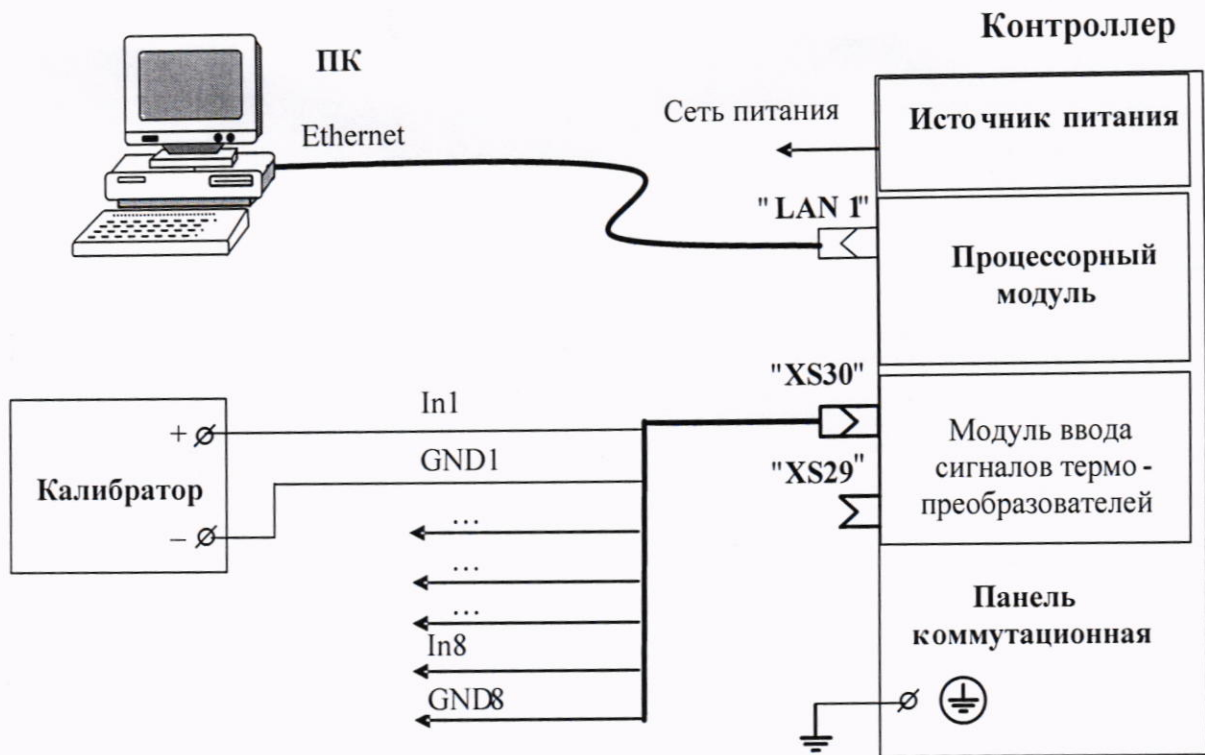 Контроллер
ПК
Ethernet
Сеть питания
Источник питания
"LAN 1"
Процессорный
модуль
"XS30"
In1
GND1
+
Калибратор
–
"XS29"
Модуль ввода
сигналов термо -
преобразователей
...
...
...
In8
GND8
Панель
коммутационная